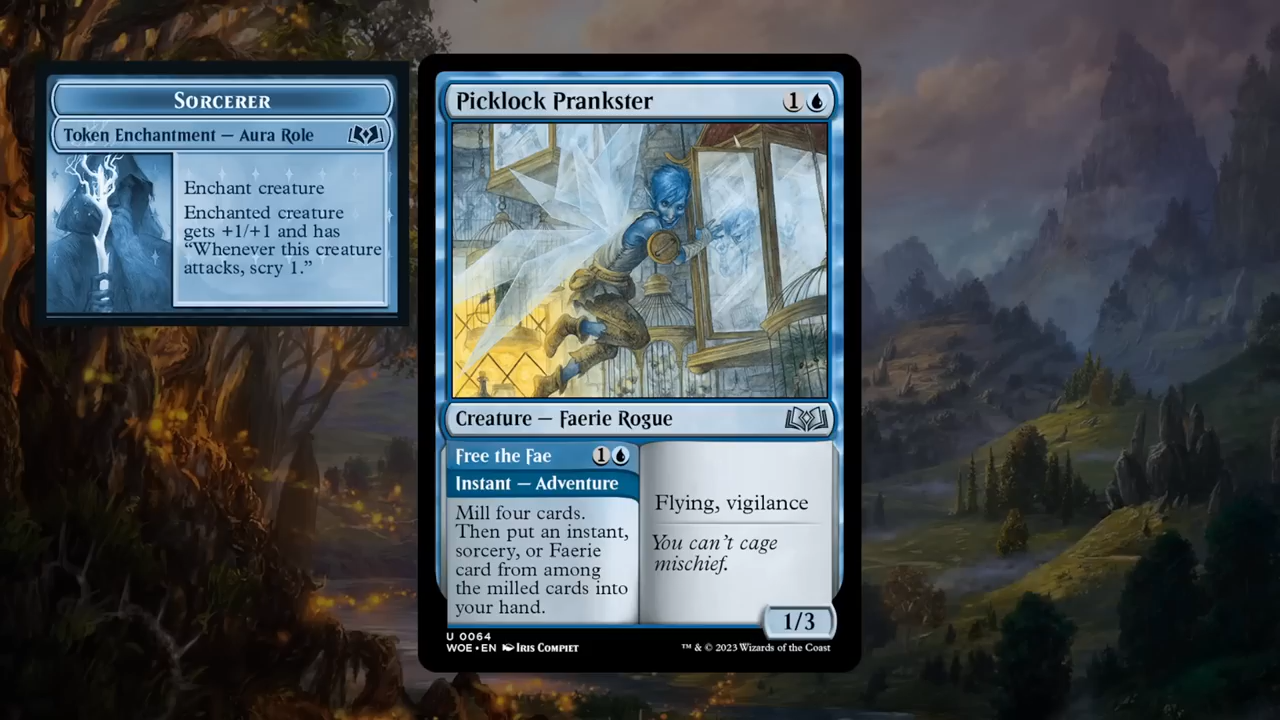 Sorcerer
Token Enchantment — Aura Role
Enchant creature
Enchanted creature
gets +1/+1 and has
“Whenever this creature
attacks, scry 1.”
Picklock Prankster 1
Creature — Faerie Rogue
Free the Fae 1
Instant — Adventure
Mill four cards.
Then put an instant,
sorcery, or Faerie
card from among
the milled cards into
your hand.
Flying, vigilance
You can’t cage
mischief.
1/3
U 0064
WOE • EN Iris Compiet
™ & © 2023 Wizards of the Coast